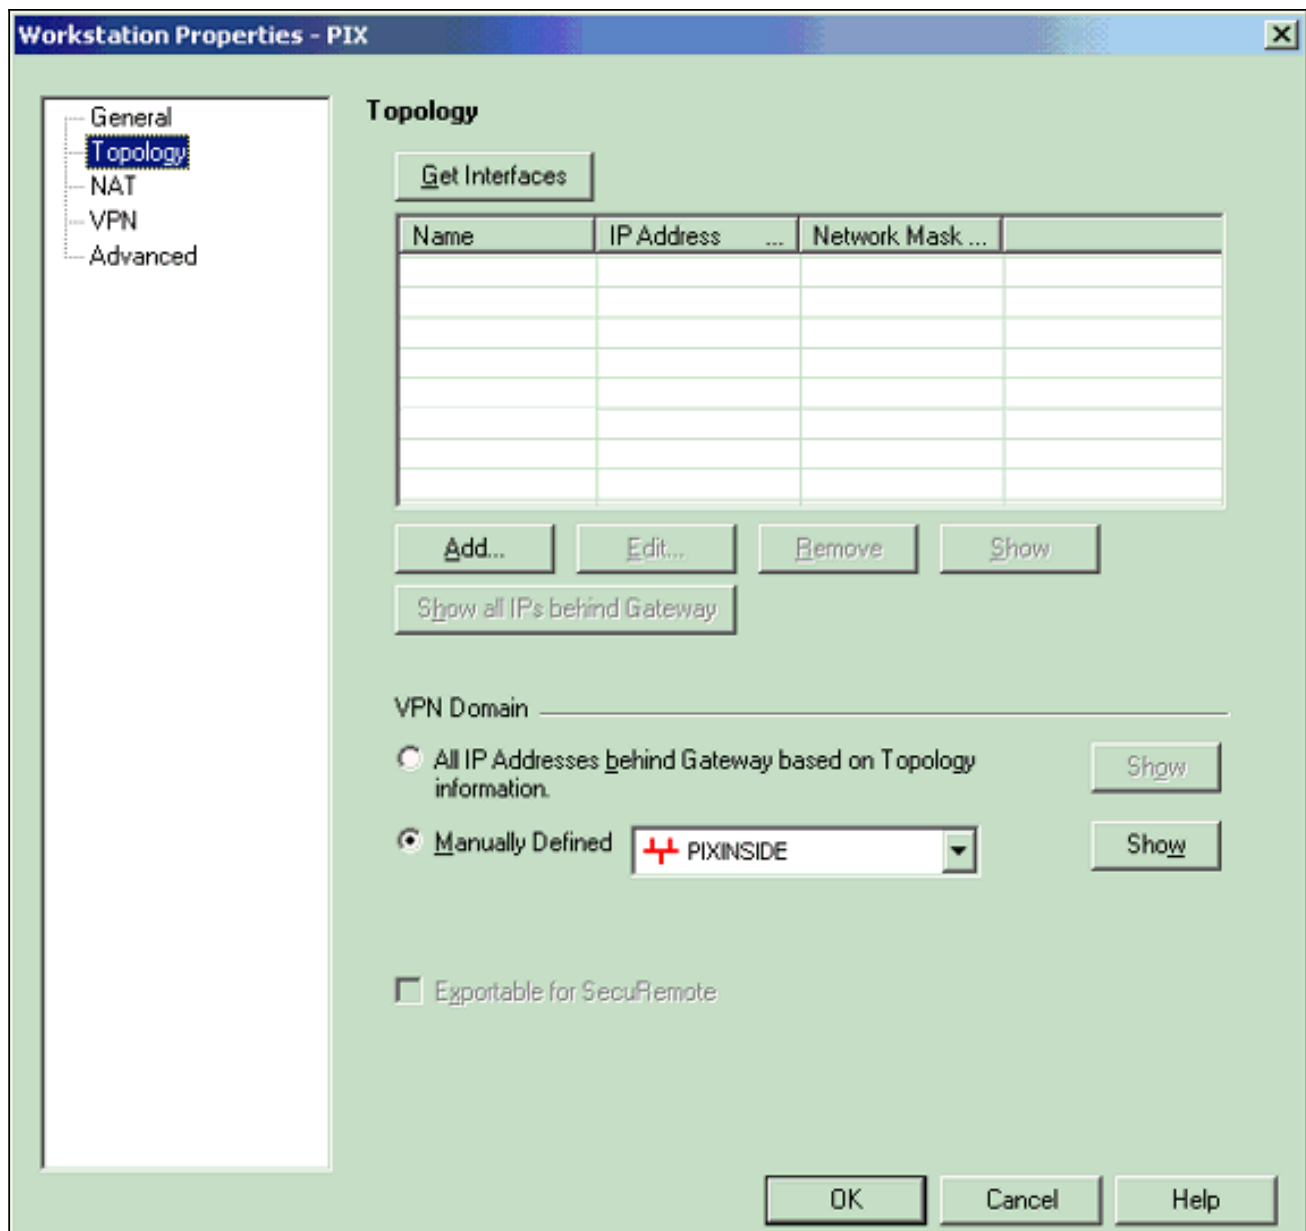 Workstation Properties - PIX
General
Topology
NAT
VPN
Advanced
Topology
Get Interfaces
Name IP Address ... Network Mask ...
Add... Edit... Remove Show
Show all IPs behind Gateway
VPN Domain
All IP Addresses behind Gateway based on Topology
information.
Show
Manually Defined PIXINSIDE Show
Exportable for SecuRemote
OK Cancel Help